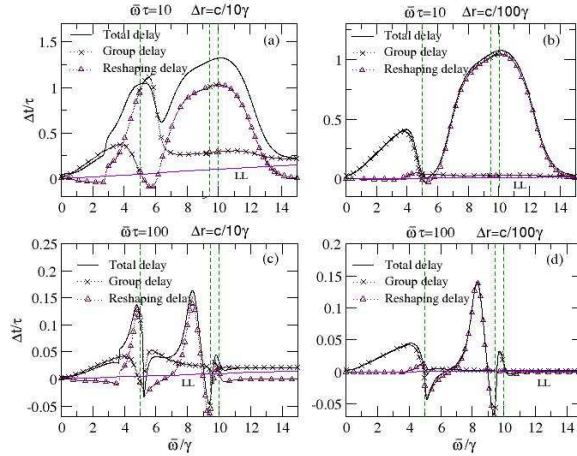 ω̄τ=10 Δr=c/10γ
(a)
Total delay
Group delay
Reshaping delay
Δt/τ
1.5
1
0.5
0
LL
0 2 4 6 8 10 12 14
ω̄τ=10 Δr=c/100γ
(b)
Total delay
Group delay
Reshaping delay
1
0.5
0
LL
0 2 4 6 8 10 12 14
ω̄τ=100 Δr=c/10γ
(c)
Total delay
Group delay
Reshaping delay
Δt/τ
0.25
0.2
0.15
0.1
0.05
0
-0.05
LL
0 2 4 6 8 10 12 14
ω̄/γ
ω̄τ=100 Δr=c/100γ
(d)
Total delay
Group delay
Reshaping delay
0.2
0.15
0.1
0.05
0
-0.05
LL
0 2 4 6 8 10 12 14
ω̄/γ